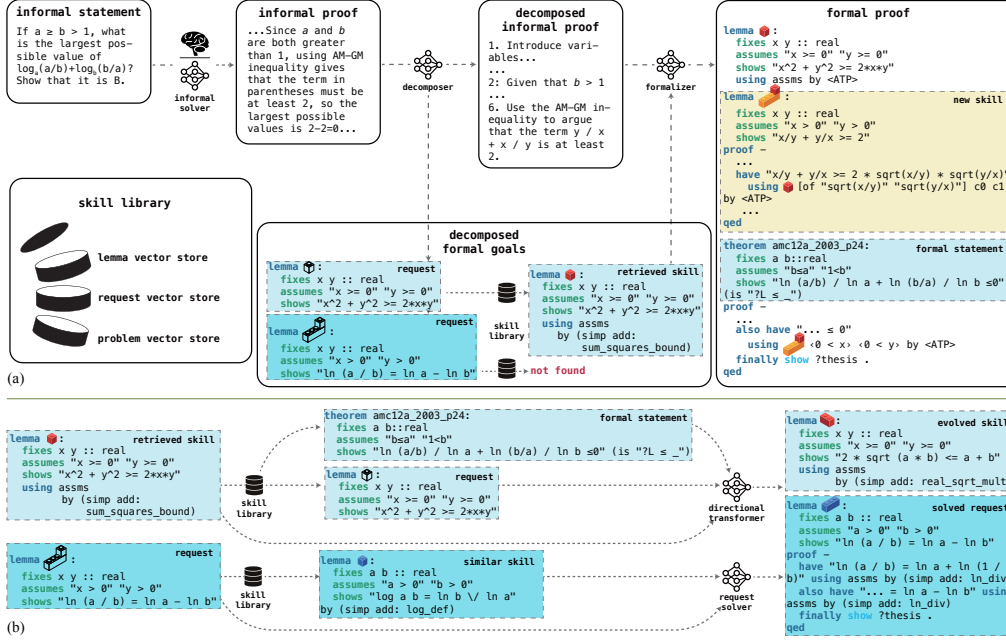 informal statement
If a ≥ b > 1, what
is the largest pos-
sible value of
logₐ(a/b)+log_b(b/a)?
Show that it is B.
informal
solver
informal proof
...Since a and b
are both greater
than 1, using AM–GM
inequality gives
that the term in
parentheses must be
at least 2, so the
largest possible
values is 2−2=0...
decomposer
decomposed
informal proof
1. Introduce vari-
ables...
...
2: Given that b > 1
...
6. Use the AM-GM in-
equality to argue
that the term y / x
+ x / y is at least
2.
formalizer
formal proof
lemma :
fixes x y :: real
assumes "x >= 0" "y >= 0"
shows "x^2 + y^2 >= 2*x*y"
using assms by <ATP>
lemma :
new skill
fixes x y :: real
assumes "x > 0" "y > 0"
shows "x/y + y/x >= 2"
proof −
...
have "x/y + y/x >= 2 * sqrt(x/y) * sqrt(y/x)"
using [of "sqrt(x/y)" "sqrt(y/x)"] c0 c1
by <ATP>
...
qed
theorem amc12a_2003_p24:
formal statement
fixes a b::real
assumes "b≤a" "1<b"
shows "ln (a/b) / ln a + ln (b/a) / ln b ≤0"
(is "?L ≤ _")
proof −
...
also have "... ≤ 0"
using ‹0 < x› ‹0 < y› by <ATP>
finally show ?thesis .
qed
skill library
lemma vector store
request vector store
problem vector store
decomposed
formal goals
lemma :
request
fixes x y :: real
assumes "x >= 0" "y >= 0"
shows "x^2 + y^2 >= 2*x*y"
lemma :
request
fixes x y :: real
assumes "x > 0" "y > 0"
shows "ln (a / b) = ln a − ln b"
skill
library
lemma :
retrieved skill
fixes x y :: real
assumes "x >= 0" "y >= 0"
shows "x^2 + y^2 >= 2*x*y"
using assms
by (simp add:
sum_squares_bound)
not found
(a)
lemma :
retrieved skill
fixes x y :: real
assumes "x >= 0" "y >= 0"
shows "x^2 + y^2 >= 2*x*y"
using assms
by (simp add:
sum_squares_bound)
skill
library
theorem amc12a_2003_p24:
formal statement
fixes a b::real
assumes "b≤a" "1<b"
shows "ln (a/b) / ln a + ln (b/a) / ln b ≤0" (is "?L ≤ _")
lemma :
request
fixes x y :: real
assumes "x >= 0" "y >= 0"
shows "x^2 + y^2 >= 2*x*y"
directional
transformer
lemma :
evolved skill
fixes x y :: real
assumes "x >= 0" "y >= 0"
shows "2 * sqrt (a * b) <= a + b"
using assms
by (simp add: real_sqrt_mult
lemma :
request
fixes x y :: real
assumes "x > 0" "y > 0"
shows "ln (a / b) = ln a − ln b"
skill
library
lemma :
similar skill
fixes a b :: real
assumes "a > 0" "b > 0"
shows "log a b = ln b \/ ln a"
by (simp add: log_def)
request
solver
lemma :
solved request
fixes a b :: real
assumes "a > 0" "b > 0"
shows "ln (a / b) = ln a − ln b"
proof −
have "ln (a / b) = ln a + ln (1 /
b)" using assms by (simp add: ln_div
also have "... = ln a − ln b" using
assms by (simp add: ln_div)
finally show ?thesis .
qed
(b)